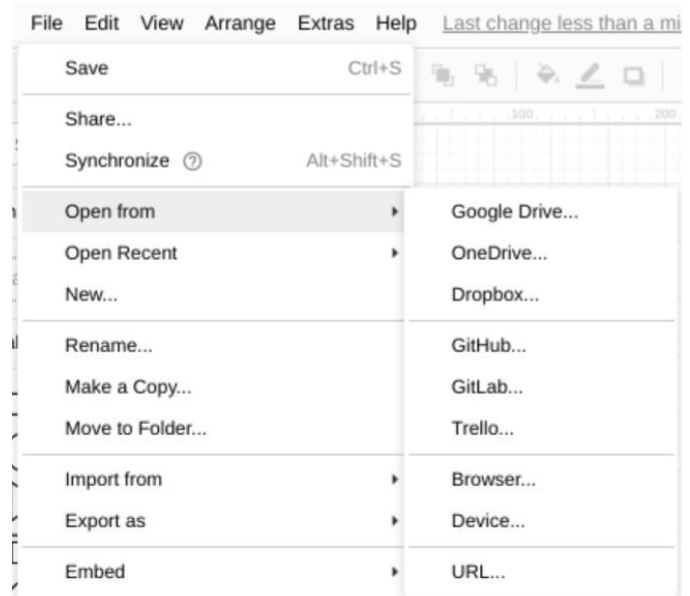 File Edit View Arrange Extras Help Last change less than a mi
Save Ctrl+S
100 200
Share...
Synchronize Alt+Shift+S
Open from
Open Recent
New...
Rename...
Make a Copy...
Move to Folder...
Import from
Export as
Embed
Google Drive...
OneDrive...
Dropbox...
GitHub...
GitLab...
Trello...
Browser...
Device...
URL...